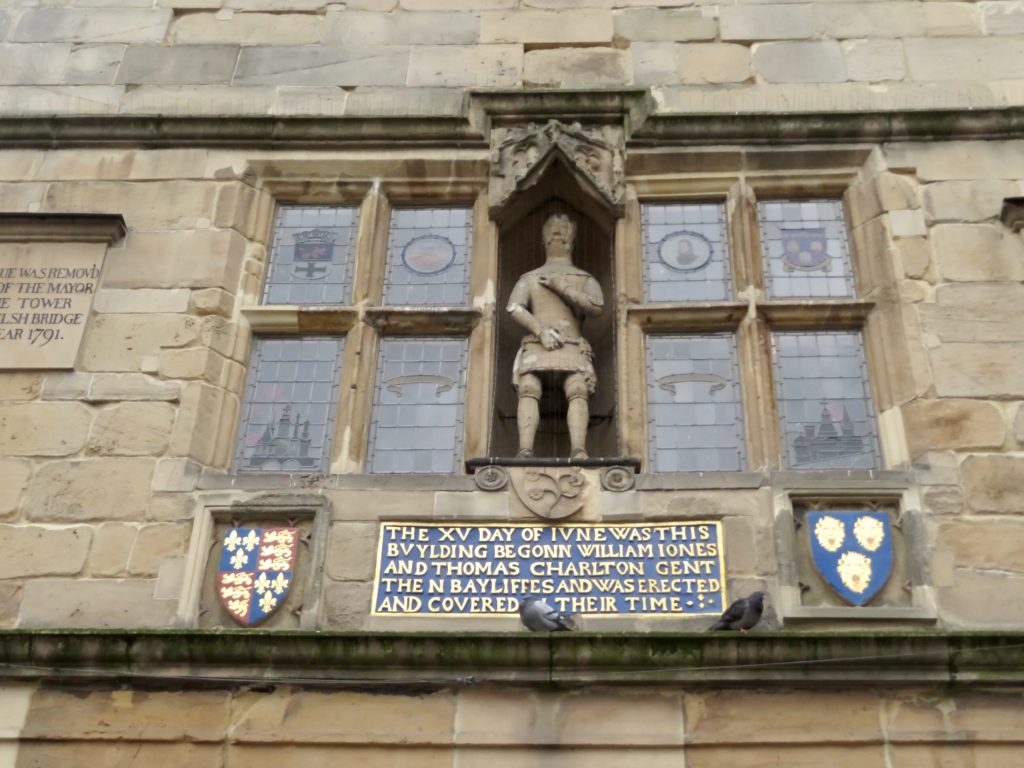 UE WAS REMOV'D
OF THE MAYOR
E TOWER
LSH BRIDGE
EAR 1791.
THE XV DAY OF IVNE WAS THIS
BVYLDING BEGONN WILLIAM IONES
AND THOMAS CHARLTON GENT
THE N BAYLIFFES AND WAS ERECTED
AND COVERED THEIR TIME